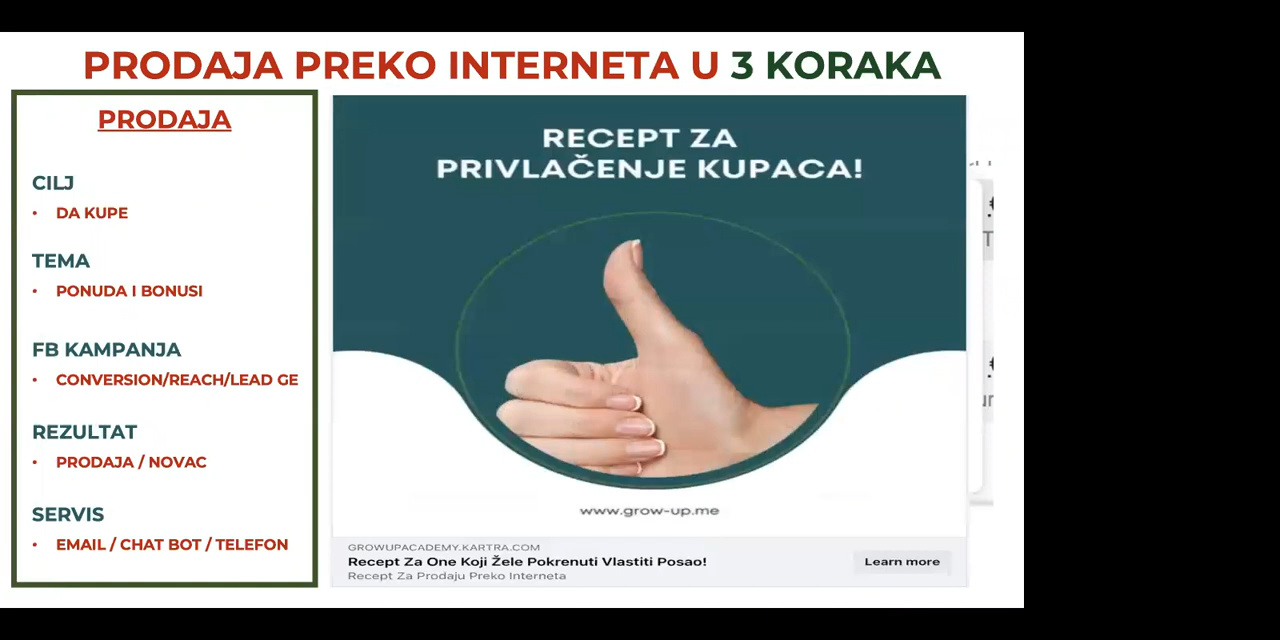 PRODAJA PREKO INTERNETA U 3 KORAKA
PRODAJA
CILJ
• DA KUPE
TEMA
• PONUDA I BONUSI
FB KAMPANJA
• CONVERSION/REACH/LEAD GE
REZULTAT
• PRODAJA / NOVAC
SERVIS
• EMAIL / CHAT BOT / TELEFON
RECEPT ZA
PRIVLAČENJE KUPACA!
www.grow-up.me
GROWUPACADEMY.KARTRA.COM
Recept Za One Koji Žele Pokrenuti Vlastiti Posao!
Recept Za Prodaju Preko Interneta
Learn more